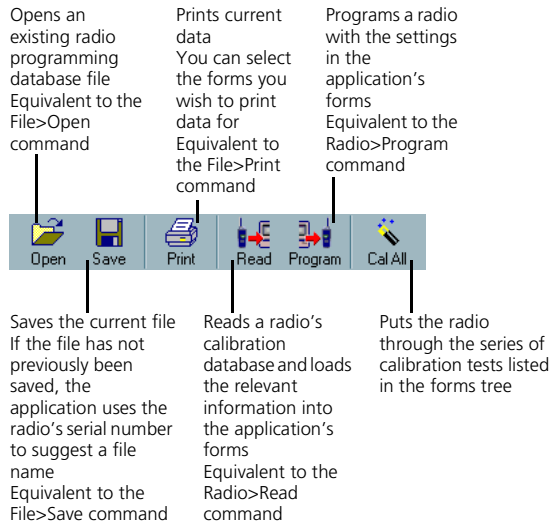 Opens an
existing radio
programming
database file
Equivalent to the
File>Open
command
Prints current
data
You can select
the forms you
wish to print
data for
Equivalent to
the File>Print
command
Programs a radio
with the settings
in the
application's
forms
Equivalent to the
Radio>Program
command
Open Save Print Read Program Cal All
Saves the current file
If the file has not
previously been
saved, the
application uses the
radio's serial number
to suggest a file
name
Equivalent to the
File>Save command
Reads a radio's
calibration
database and loads
the relevant
information into
the application's
forms
Equivalent to the
Radio>Read
command
Puts the radio
through the series of
calibration tests listed
in the forms tree